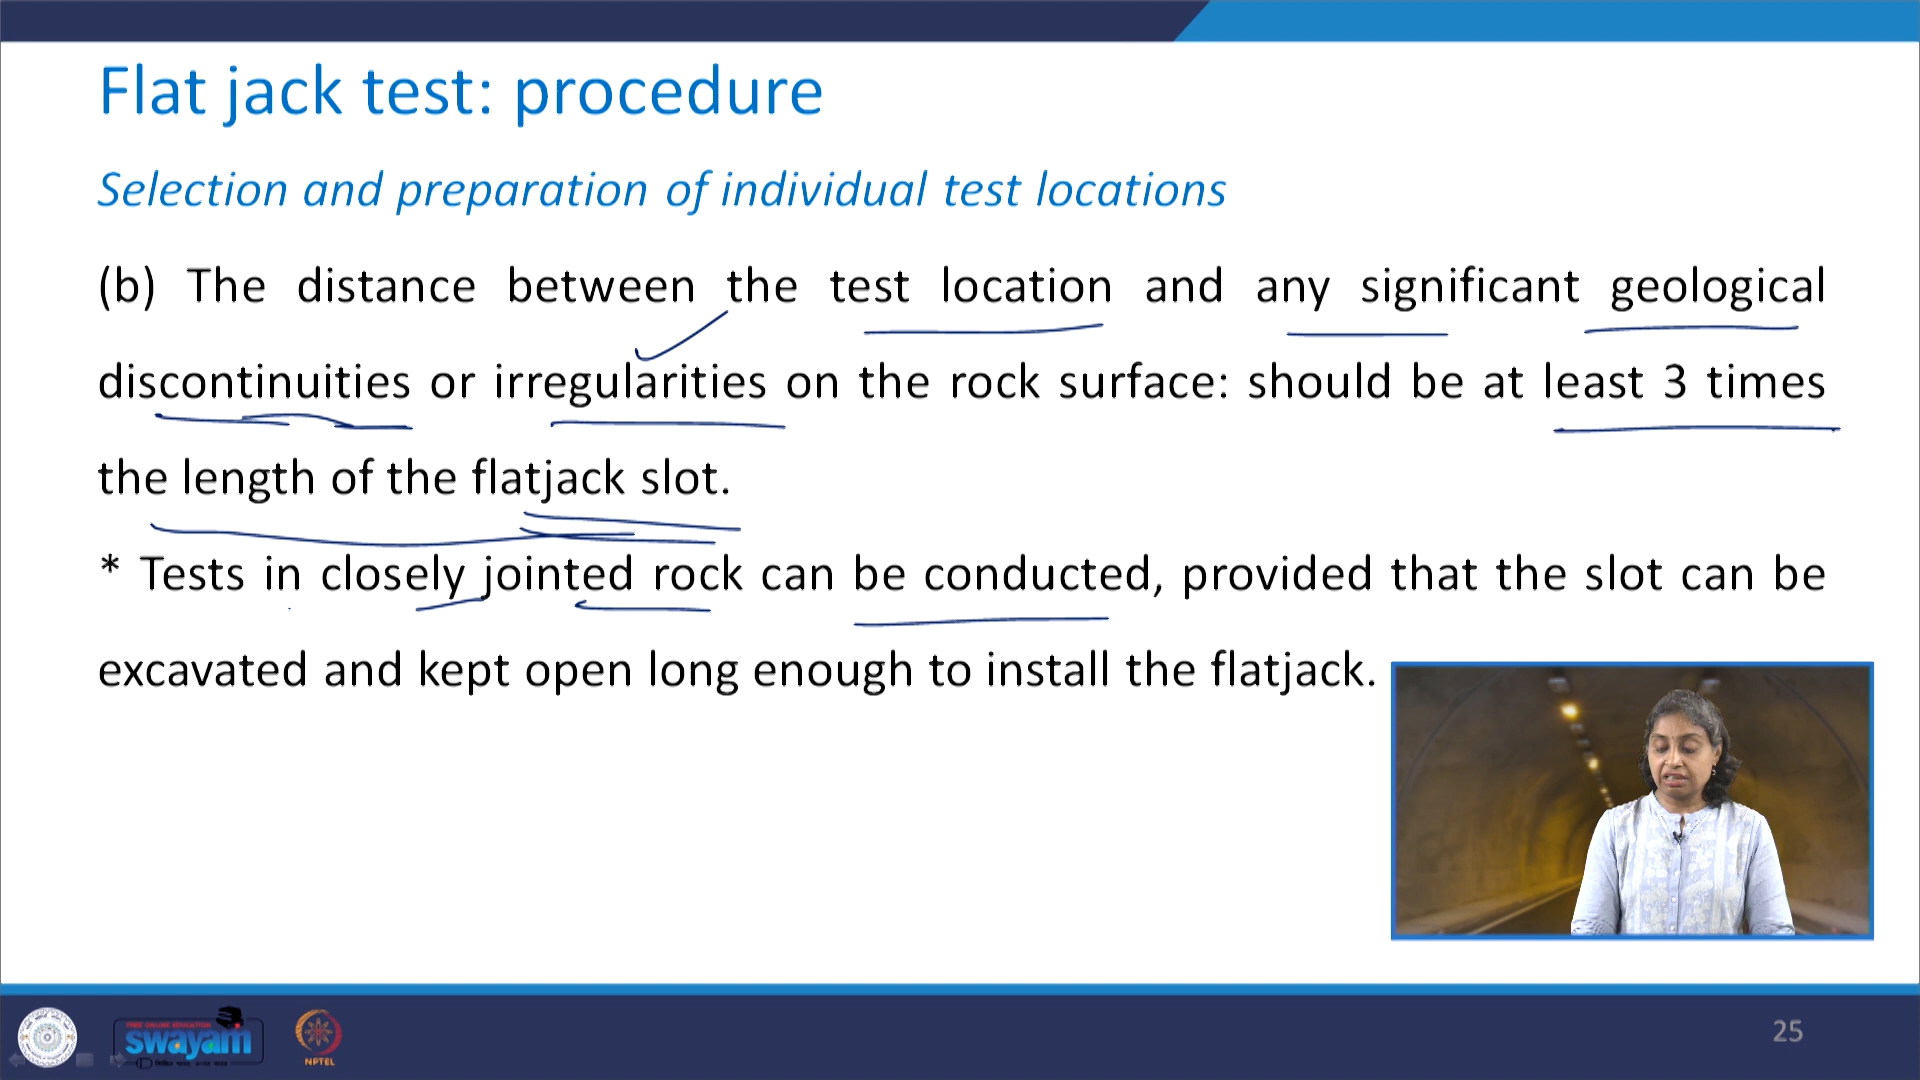 Flat jack test: procedure
Selection and preparation of individual test locations
(b) The distance between the test location and any significant geological
discontinuities or irregularities on the rock surface: should be at least 3 times
the length of the flatjack slot.
* Tests in closely jointed rock can be conducted, provided that the slot can be
excavated and kept open long enough to install the flatjack.
FREE ONLINE EDUCATION
swayam
NPTEL
25